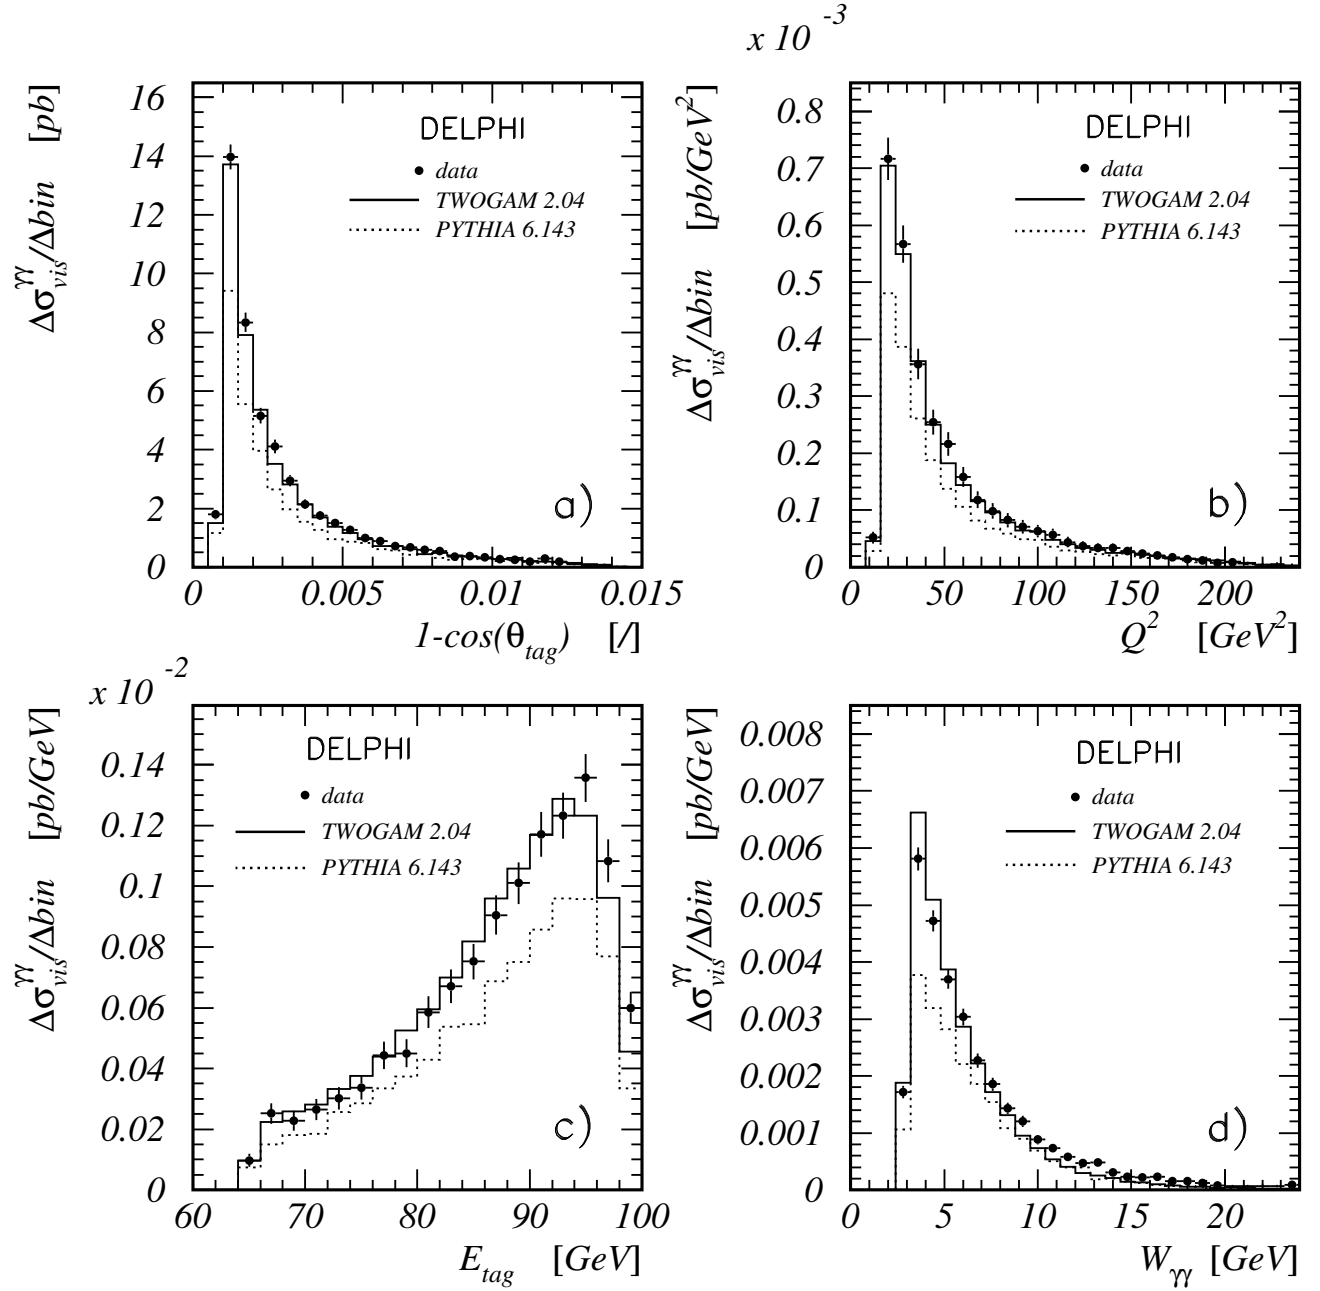 Δσ^γγ_vis/Δbin [pb]
16
14
12
10
8
6
4
2
0
DELPHI
data
TWOGAM 2.04
PYTHIA 6.143
a)
0 0.005 0.01 0.015
1-cos(θ_tag) [/]
x 10^-3
Δσ^γγ_vis/Δbin [pb/GeV^2]
0.8
0.7
0.6
0.5
0.4
0.3
0.2
0.1
0
DELPHI
data
TWOGAM 2.04
PYTHIA 6.143
b)
0 50 100 150 200
Q^2 [GeV^2]
x 10^-2
Δσ^γγ_vis/Δbin [pb/GeV]
0.14
0.12
0.1
0.08
0.06
0.04
0.02
0
DELPHI
data
TWOGAM 2.04
PYTHIA 6.143
c)
60 70 80 90 100
E_tag [GeV]
Δσ^γγ_vis/Δbin [pb/GeV]
0.008
0.007
0.006
0.005
0.004
0.003
0.002
0.001
0
DELPHI
data
TWOGAM 2.04
PYTHIA 6.143
d)
0 5 10 15 20
W_γγ [GeV]